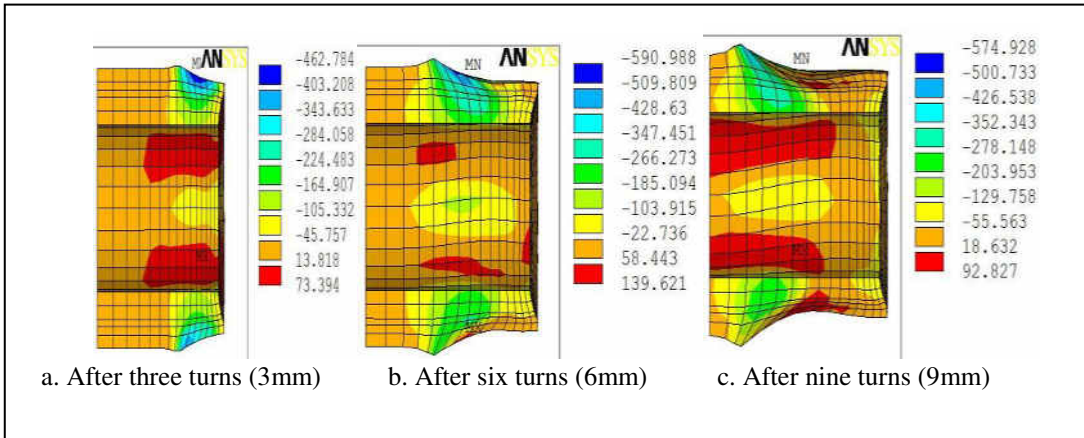 ANSYS
MN
MX
-462.784
-403.208
-343.633
-284.058
-224.483
-164.907
-105.332
-45.757
13.818
73.394
a. After three turns (3mm)
ANSYS
MN
MX
-590.988
-509.809
-428.63
-347.451
-266.273
-185.094
-103.915
-22.736
58.443
139.621
b. After six turns (6mm)
ANSYS
MN
MX
-574.928
-500.733
-426.538
-352.343
-278.148
-203.953
-129.758
-55.563
18.632
92.827
c. After nine turns (9mm)